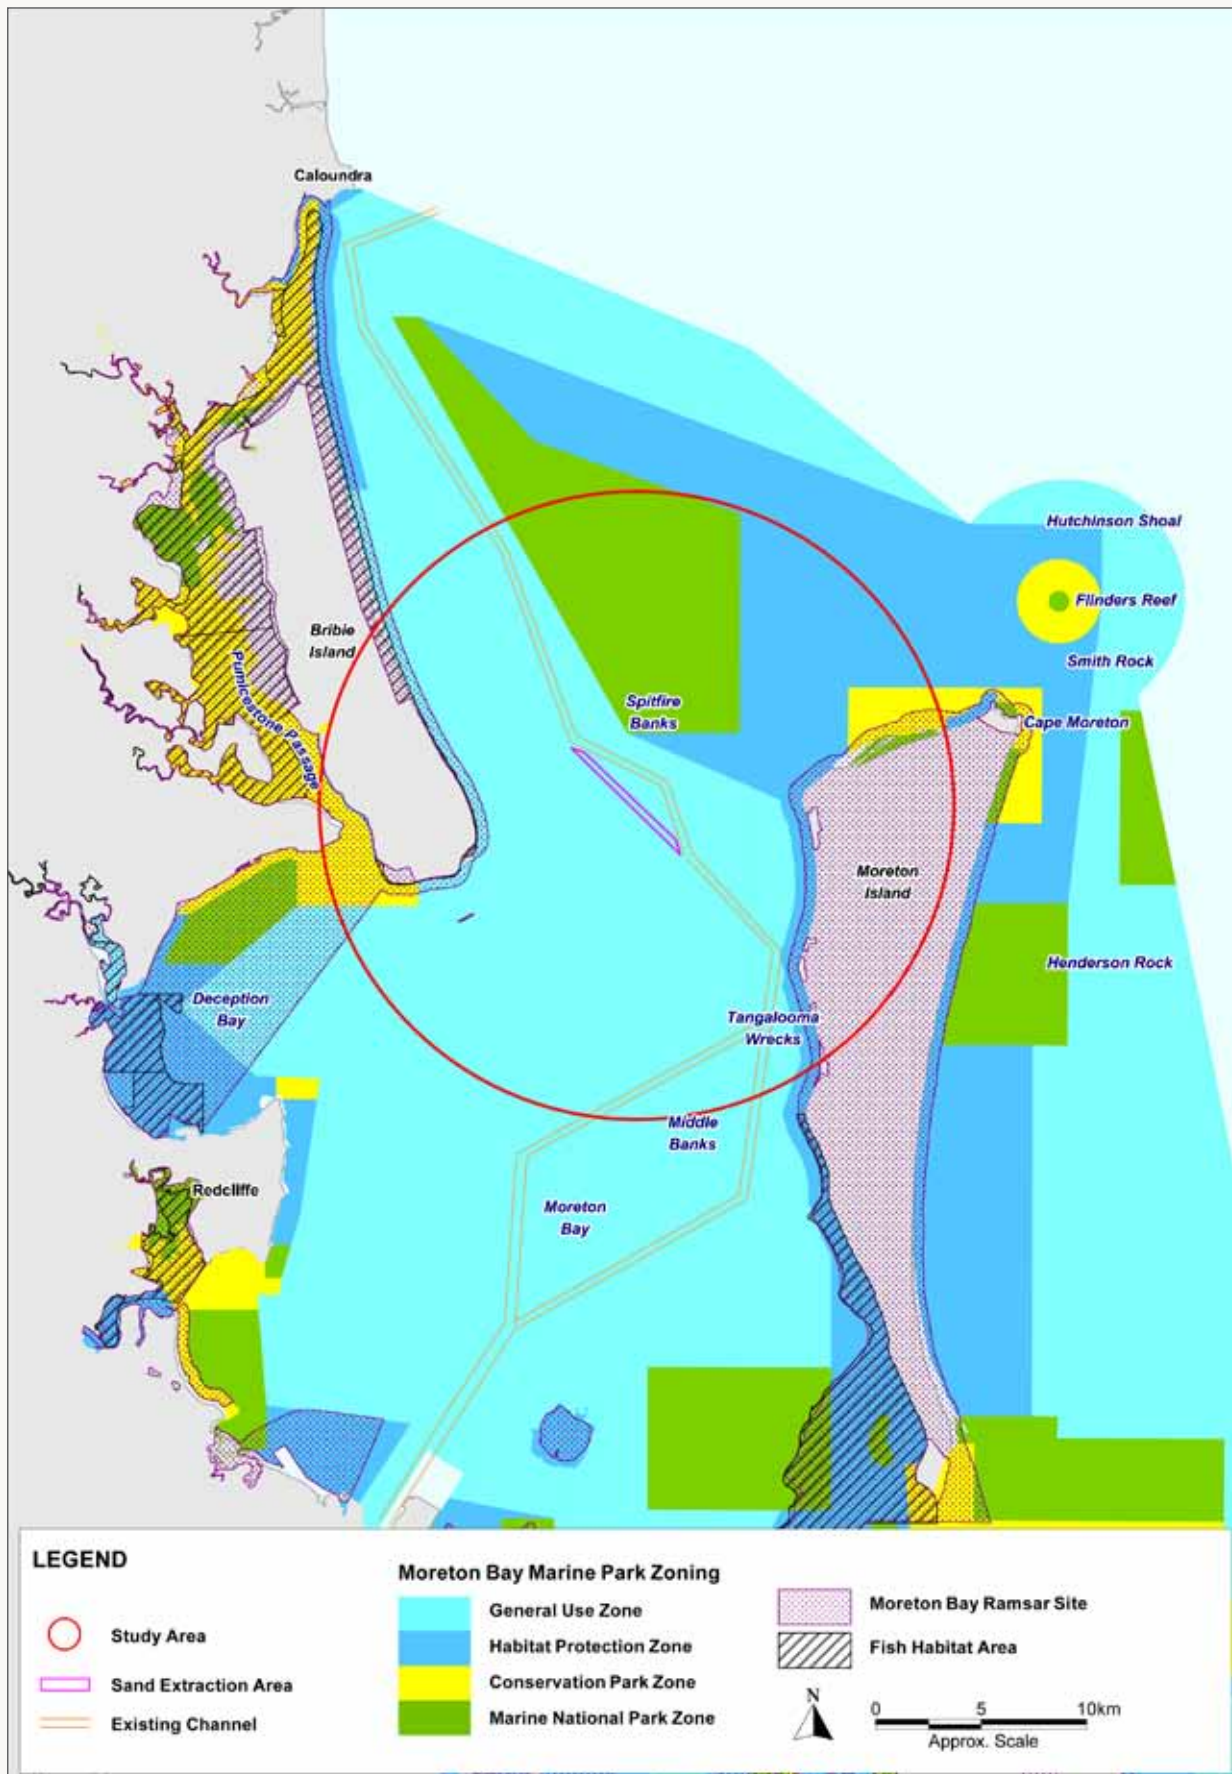 Caloundra
Hutchinson Shoal
Flinders Reef
Bribie
Island
Smith Rock
Pumicestone Passage
Spitfire
Banks
Cape Moreton
Moreton
Island
Henderson Rock
Deception
Bay
Tangalooma
Wrecks
Middle
Banks
Redcliffe
Moreton
Bay
LEGEND
Study Area
Sand Extraction Area
Existing Channel
Moreton Bay Marine Park Zoning
General Use Zone
Habitat Protection Zone
Conservation Park Zone
Marine National Park Zone
Moreton Bay Ramsar Site
Fish Habitat Area
N
0 5 10km
Approx. Scale